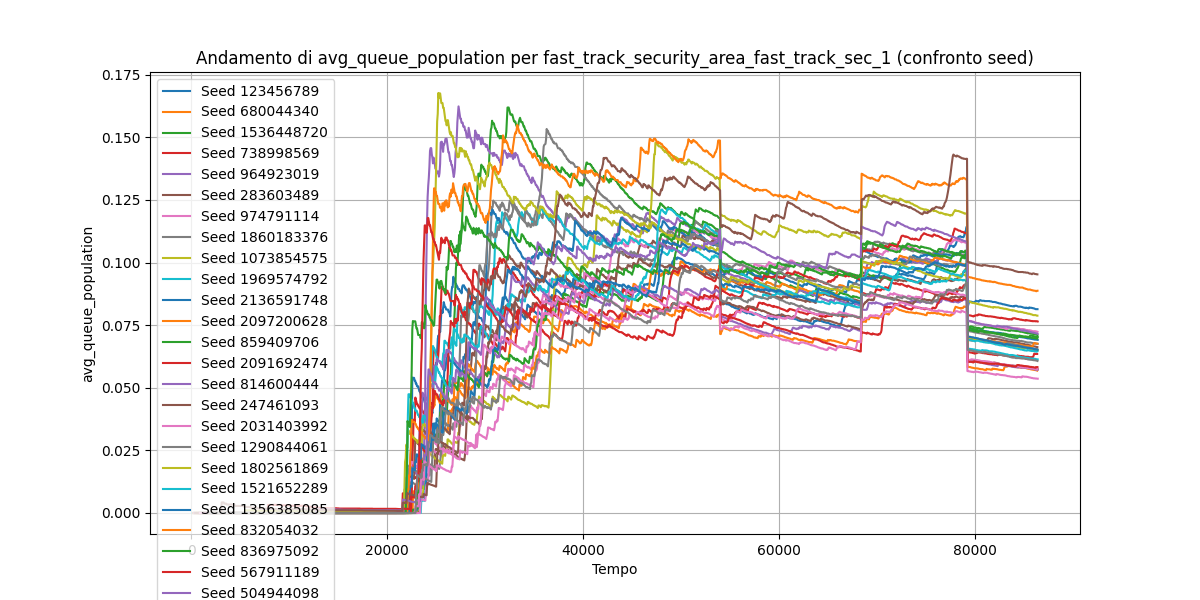 Andamento di avg_queue_population per fast_track_security_area_fast_track_sec_1 (confronto seed)
avg_queue_population
0.175
0.150
0.125
0.100
0.075
0.050
0.025
0.000
Seed 123456789
Seed 680044340
Seed 1536448720
Seed 738998569
Seed 964923019
Seed 283603489
Seed 974791114
Seed 1860183376
Seed 1073854575
Seed 1969574792
Seed 2136591748
Seed 2097200628
Seed 859409706
Seed 2091692474
Seed 814600444
Seed 247461093
Seed 2031403992
Seed 1290844061
Seed 1802561869
Seed 1521652289
Seed 1356385085
Seed 832054032
Seed 836975092
Seed 567911189
Seed 504944098
0
20000
40000
60000
80000
Tempo